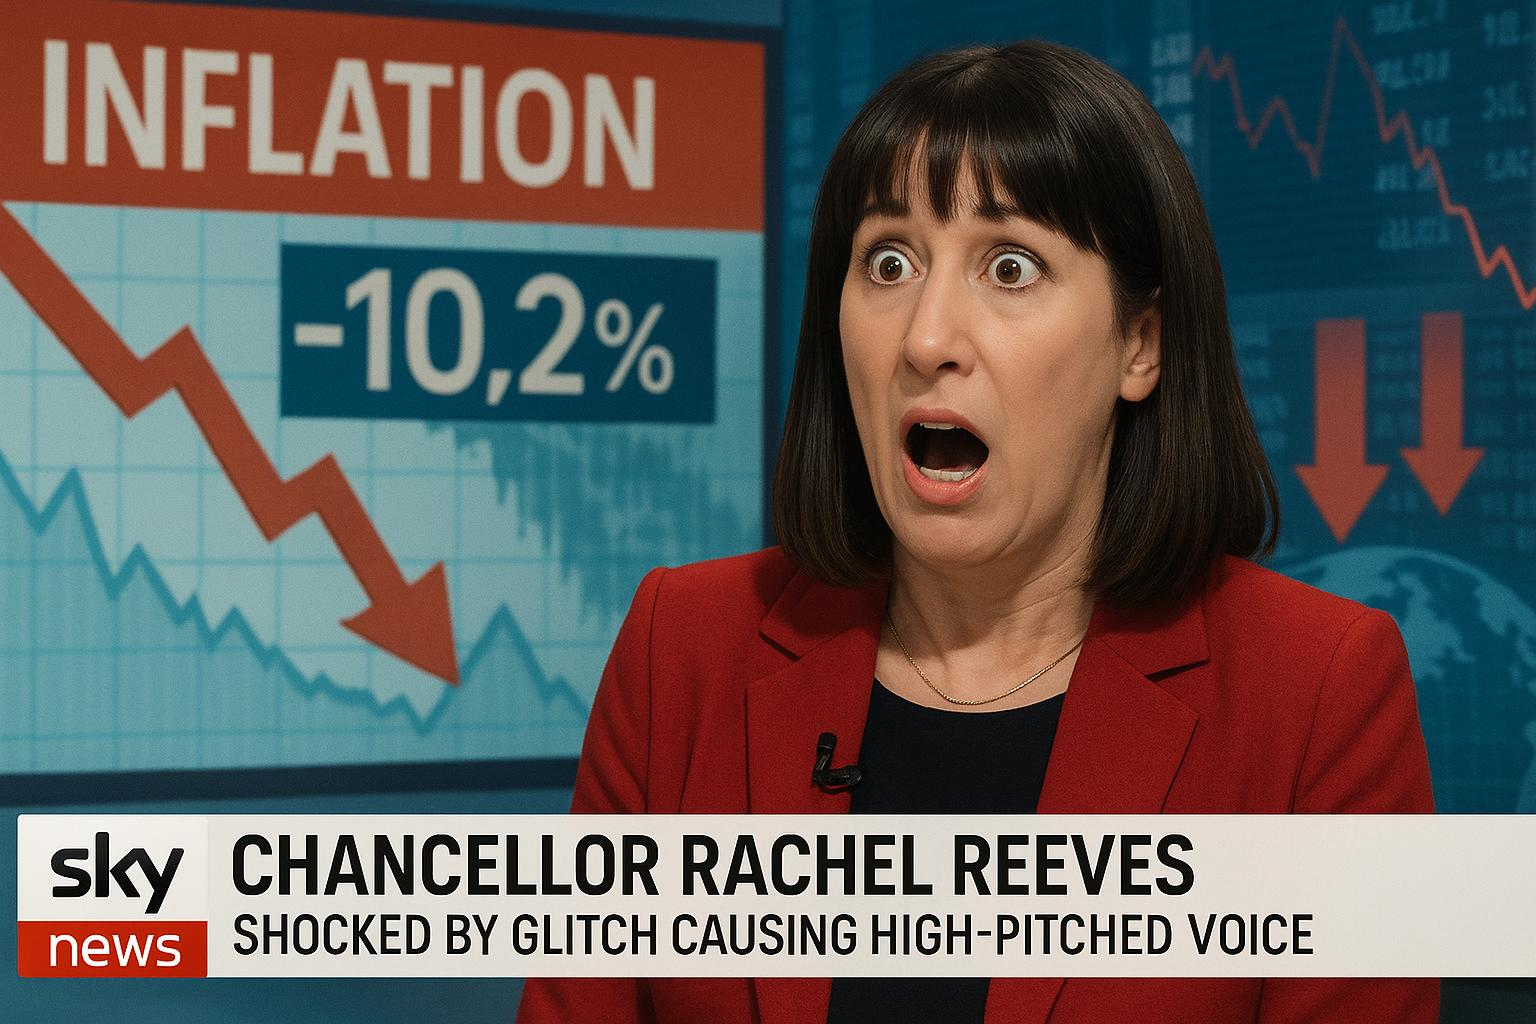 INFLATION
-10,2%
sky
news
CHANCELLOR RACHEL REEVES
SHOCKED BY GLITCH CAUSING HIGH-PITCHED VOICE